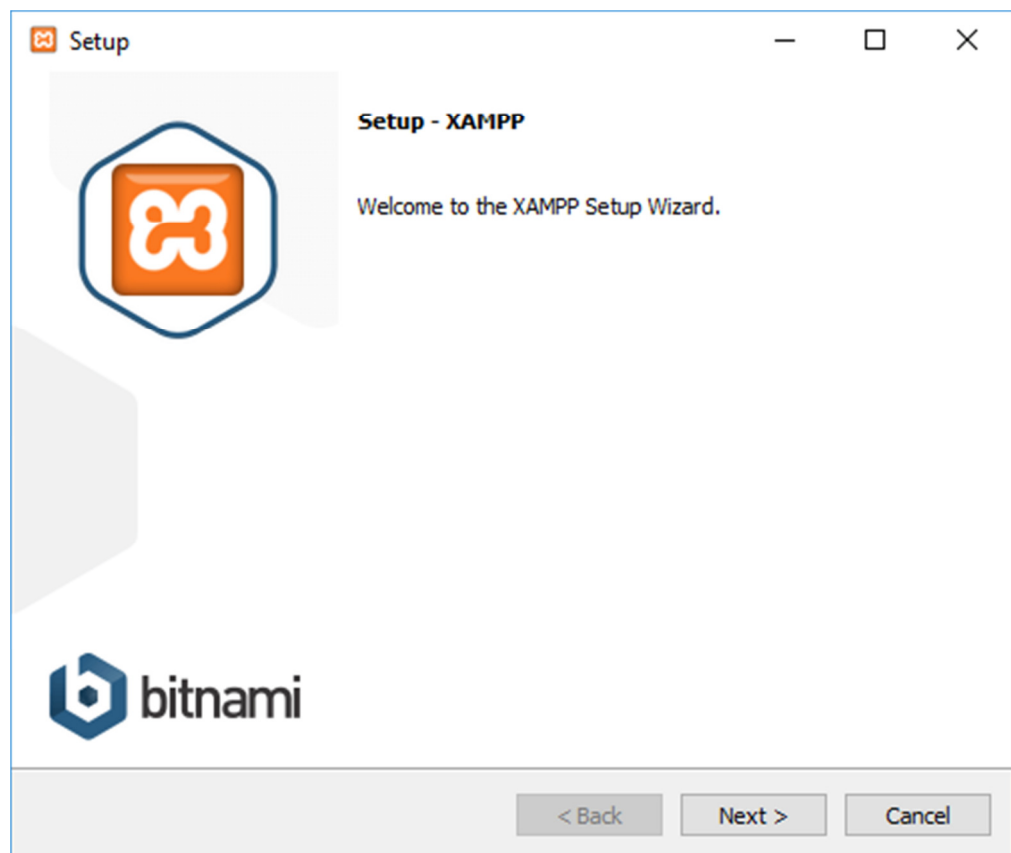 Setup
Setup - XAMPP
Welcome to the XAMPP Setup Wizard.
bitnami
< Back
Next >
Cancel